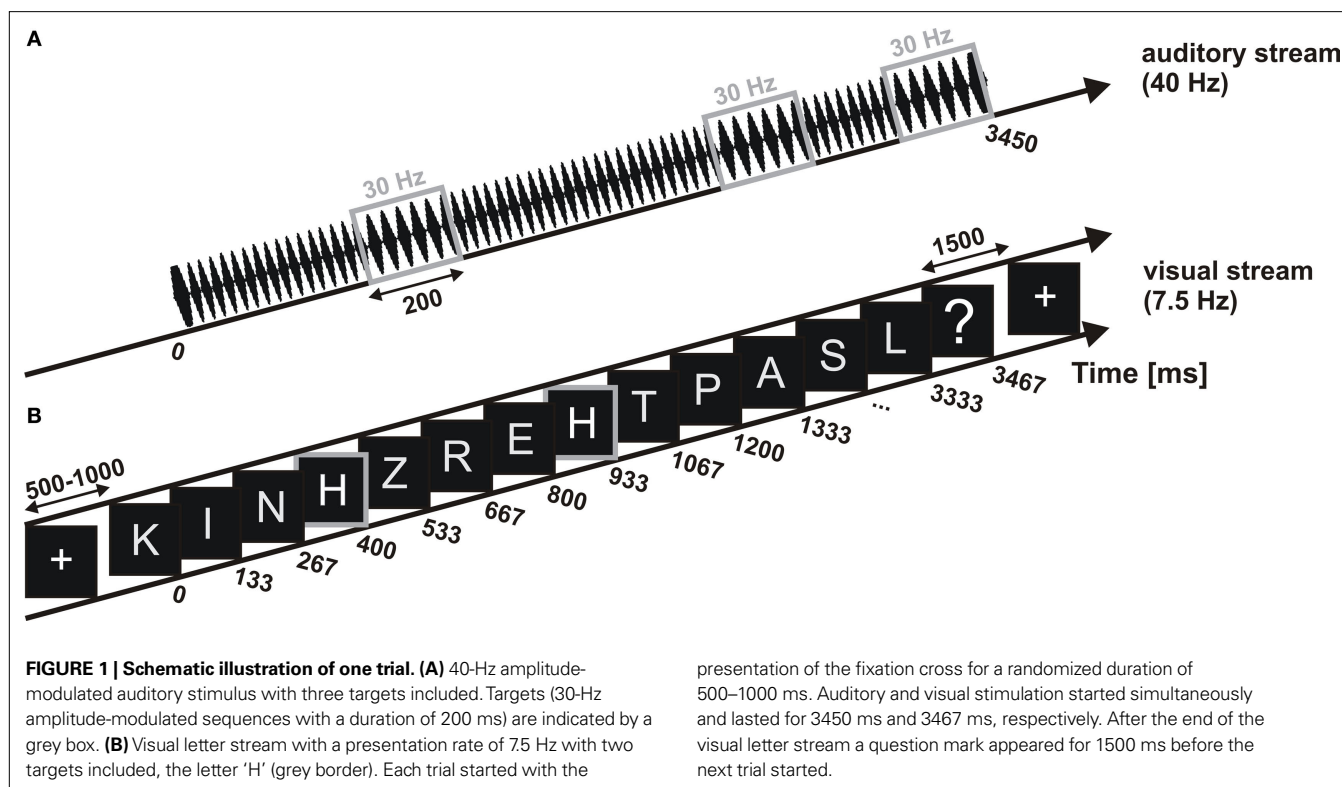 A
30 Hz
30 Hz
30 Hz
auditory stream
(40 Hz)
3450
200
0
1500
visual stream
(7.5 Hz)
Time [ms]
B
500-1000
+
K
I
N
H
Z
R
E
H
T
P
A
S
L
?
+
0
133
267
400
533
667
800
933
1067
1200
1333
...
3333
3467
FIGURE 1 | Schematic illustration of one trial. (A) 40-Hz amplitude-
modulated auditory stimulus with three targets included. Targets (30-Hz
amplitude-modulated sequences with a duration of 200 ms) are indicated by a
grey box. (B) Visual letter stream with a presentation rate of 7.5 Hz with two
targets included, the letter ‘H’ (grey border). Each trial started with the
presentation of the fixation cross for a randomized duration of
500–1000 ms. Auditory and visual stimulation started simultaneously
and lasted for 3450 ms and 3467 ms, respectively. After the end of the
visual letter stream a question mark appeared for 1500 ms before the
next trial started.